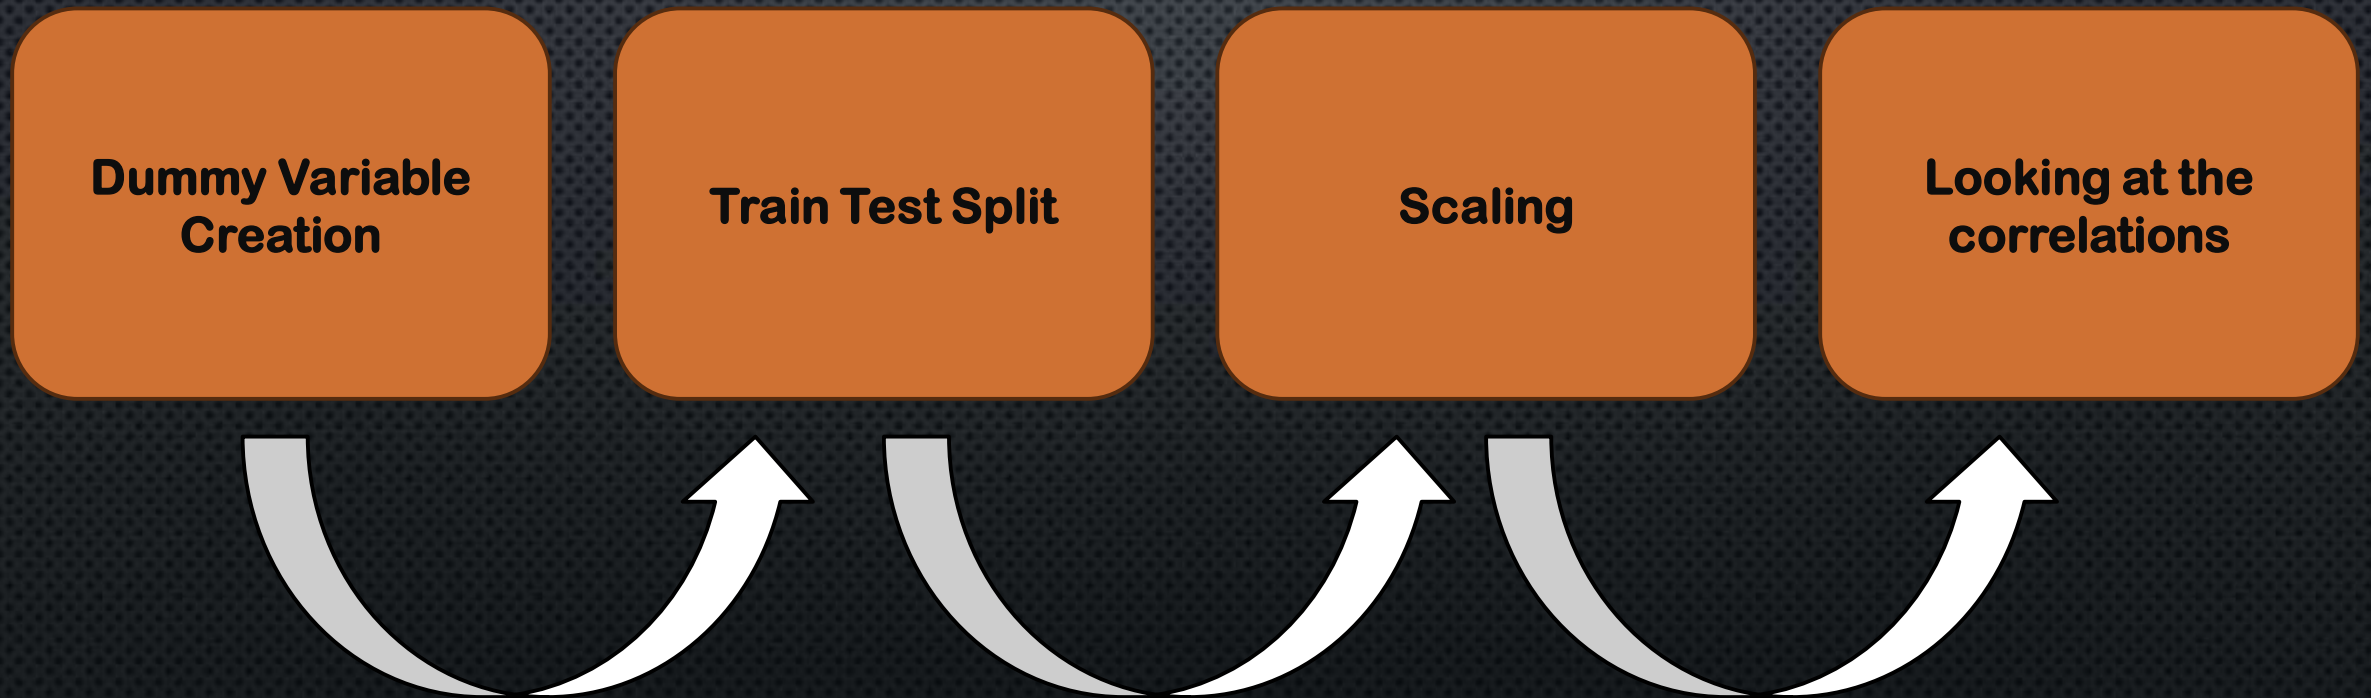 Dummy Variable
Creation
Train Test Split
Scaling
Looking at the
correlations